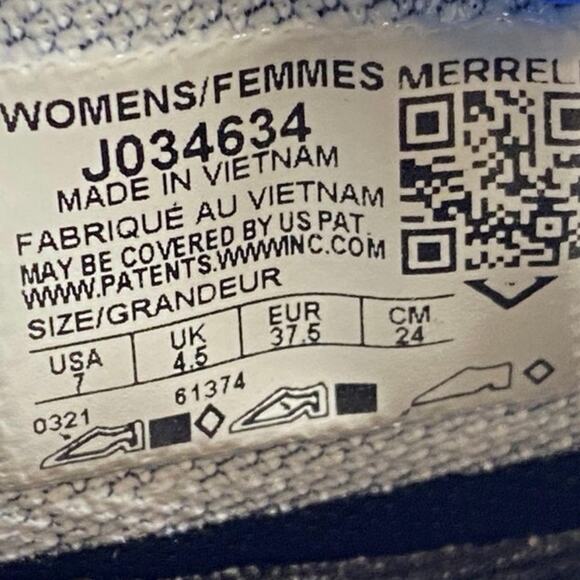 WOMENS/FEMMES MERRELL
J034634
MADE IN VIETNAM
FABRIQUÉ AU VIETNAM
MAY BE COVERED BY US PAT.
WWW.PATENTS.WWWINC.COM
SIZE/GRANDEUR
USA UK EUR CM
7 4.5 37.5 24
0321 61374